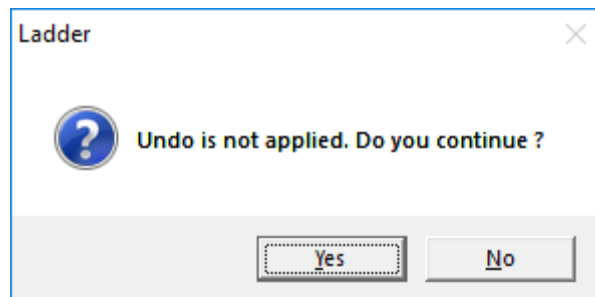 Ladder
Undo is not applied. Do you continue ?
Yes
No